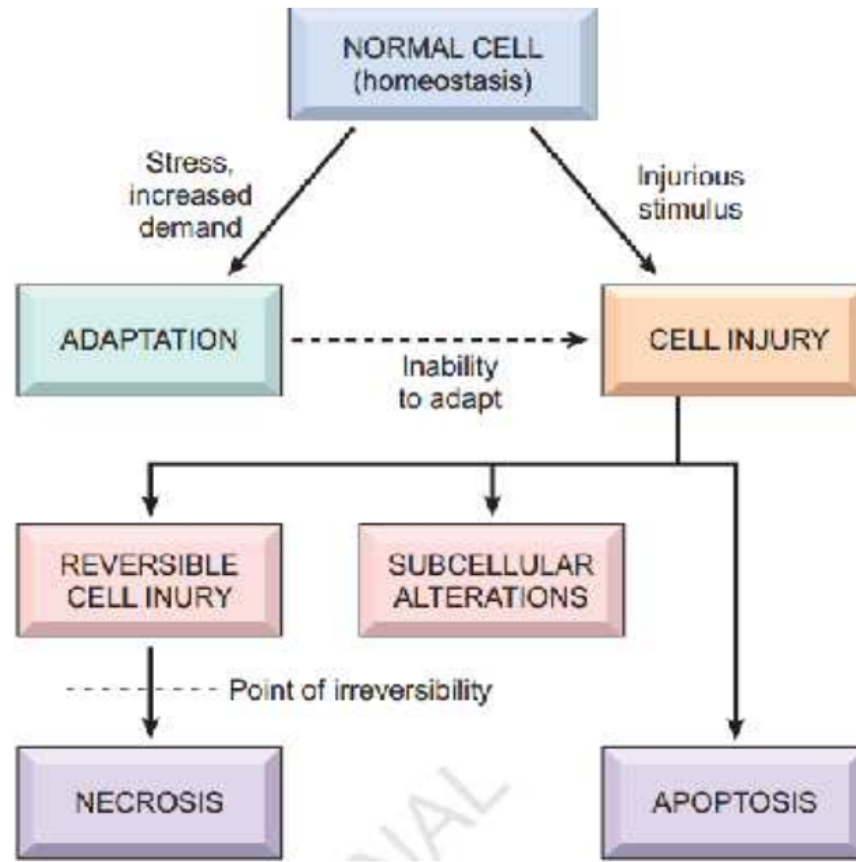 NORMAL CELL
(homeostasis)
Stress,
increased
demand
Injurious
stimulus
ADAPTATION
Inability
to adapt
CELL INJURY
REVERSIBLE
CELL INURY
SUBCELLULAR
ALTERATIONS
Point of irreversibility
NECROSIS
APOPTOSIS